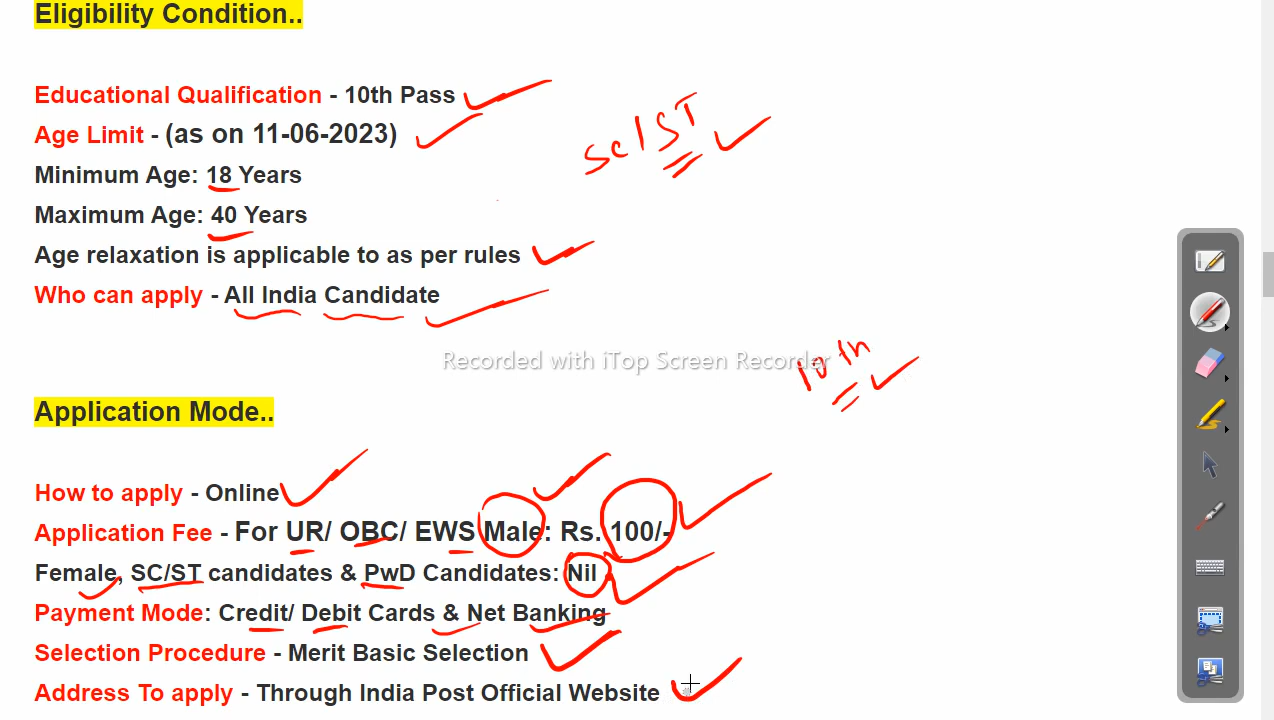 Eligibility Condition..
Educational Qualification - 10th Pass
Age Limit - (as on 11-06-2023)
sc/ST
Minimum Age: 18 Years
Maximum Age: 40 Years
Age relaxation is applicable to as per rules
Who can apply - All India Candidate
Recorded with iTop Screen Recorder
10th
Application Mode..
How to apply - Online
Application Fee - For UR/ OBC/ EWS Male: Rs. 100/-
Female, SC/ST candidates & PwD Candidates: Nil
Payment Mode: Credit/ Debit Cards & Net Banking
Selection Procedure - Merit Basic Selection
Address To apply - Through India Post Official Website